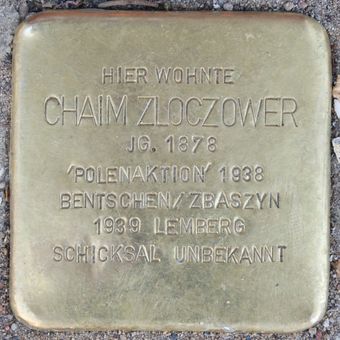 HIER WOHNTE
CHAIM ZLOCZOWER
JG. 1878
'POLENAKTION' 1938
BENTSCHEN/ZBASZYN
1939 LEMBERG
SCHICKSAL UNBEKANNT